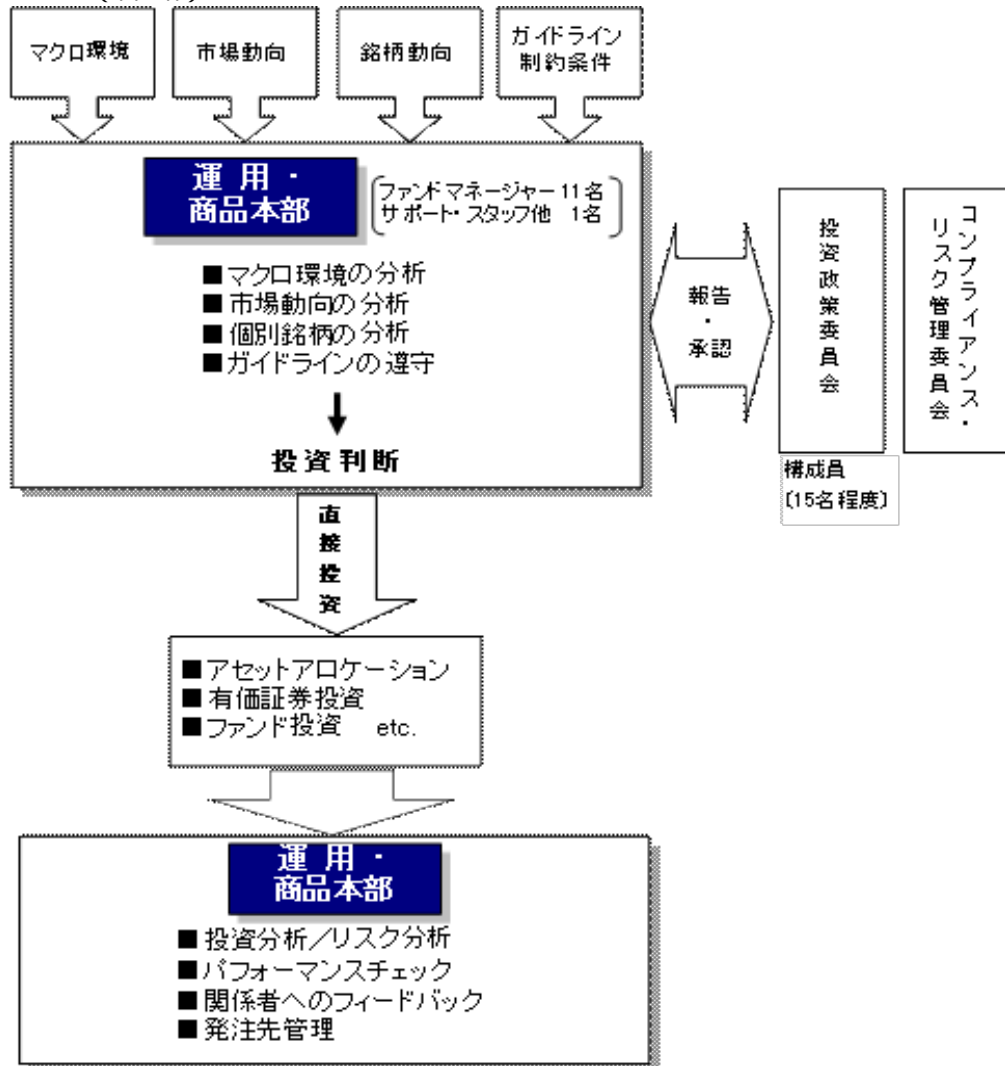 マクロ環境
市場動向
銘柄動向
ガイドライン
制約条件
運用・
商品本部
ファンドマネージャー 11名
サポート・スタッフ他 1名
■マクロ環境の分析
■市場動向の分析
■個別銘柄の分析
■ガイドラインの遵守
投資判断
報告
・
承認
投資政策委員会
コンプライアンス・
リスク管理委員会
構成員
〔15名程度〕
直接投資
■アセットアロケーション
■有価証券投資
■ファンド投資 etc.
運用・
商品本部
■投資分析/リスク分析
■パフォーマンスチェック
■関係者へのフィードバック
■発注先管理